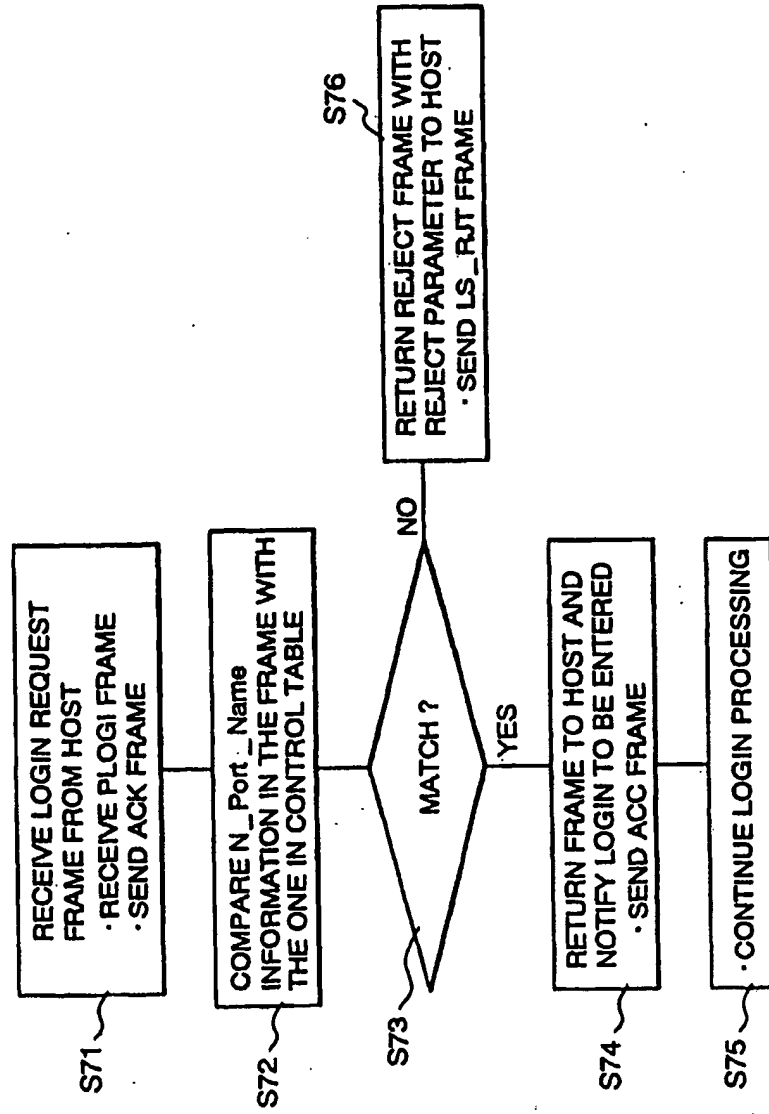 S71
RECEIVE LOGIN REQUEST
FRAME FROM HOST
· RECEIVE PLOGI FRAME
· SEND ACK FRAME
S72
COMPARE N_Port_Name
INFORMATION IN THE FRAME WITH
THE ONE IN CONTROL TABLE
S73
MATCH ?
NO
YES
S76
RETURN REJECT FRAME WITH
REJECT PARAMETER TO HOST
· SEND LS_RJT FRAME
S74
RETURN FRAME TO HOST AND
NOTIFY LOGIN TO BE ENTERED
· SEND ACC FRAME
S75
· CONTINUE LOGIN PROCESSING